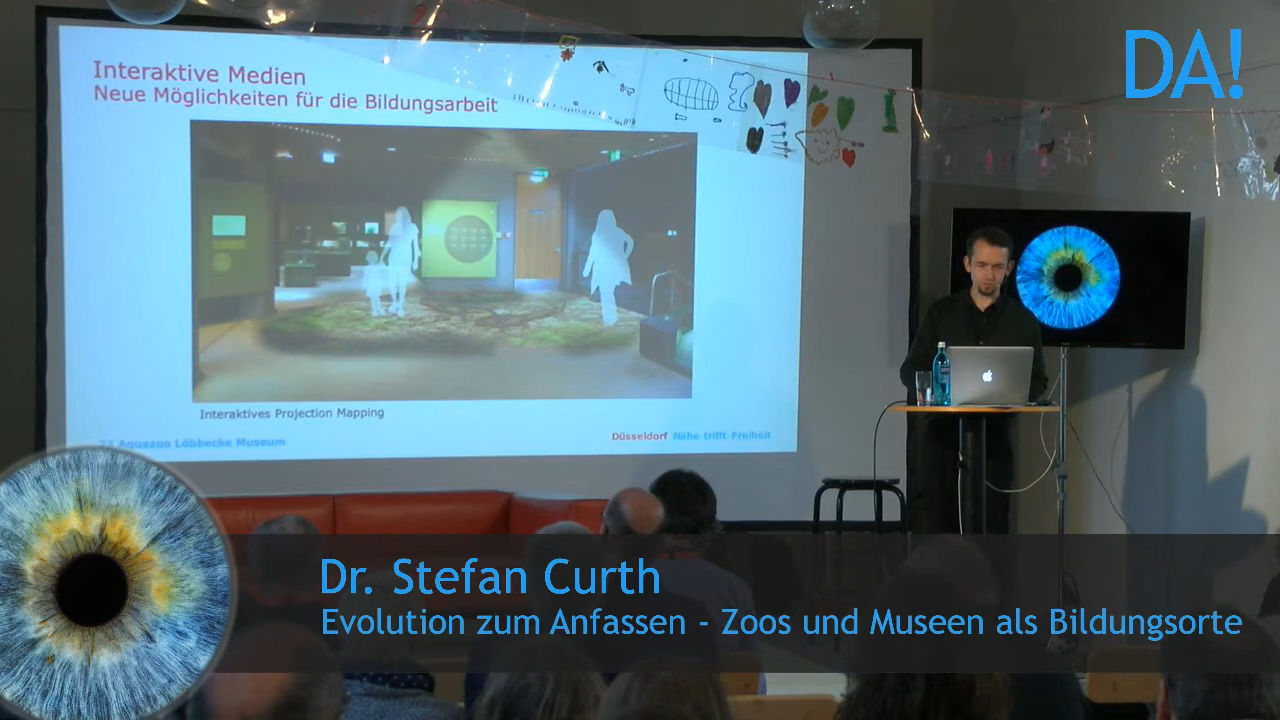 DA!
Interaktive Medien
Neue Möglichkeiten für die Bildungsarbeit
Interaktives Projection Mapping
23 Aquazoo Löbbecke Museum
Düsseldorf Nähe trifft Freiheit
Dr. Stefan Curth
Evolution zum Anfassen - Zoos und Museen als Bildungsorte